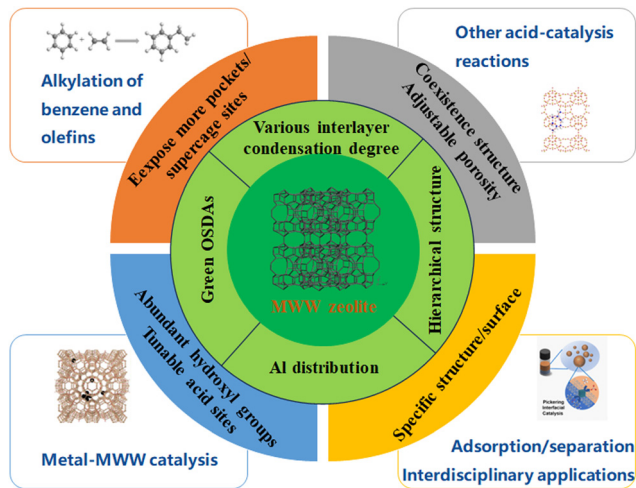 Alkylation of
benzene and
olefins
Other acid-catalysis
reactions
Eexpose more pockets/
supercage sites
Coexistence structure
Adjustable porosity
Various interlayer
condensation degree
Green OSDAs
Hierarchical structure
MWW zeolite
Al distribution
Abundant hydroxyl groups
Tunable acid sites
Specific structure/surface
Metal-MWW catalysis
Pickering
Interfacial
Catalysis
Adsorption/separation
Interdisciplinary applications